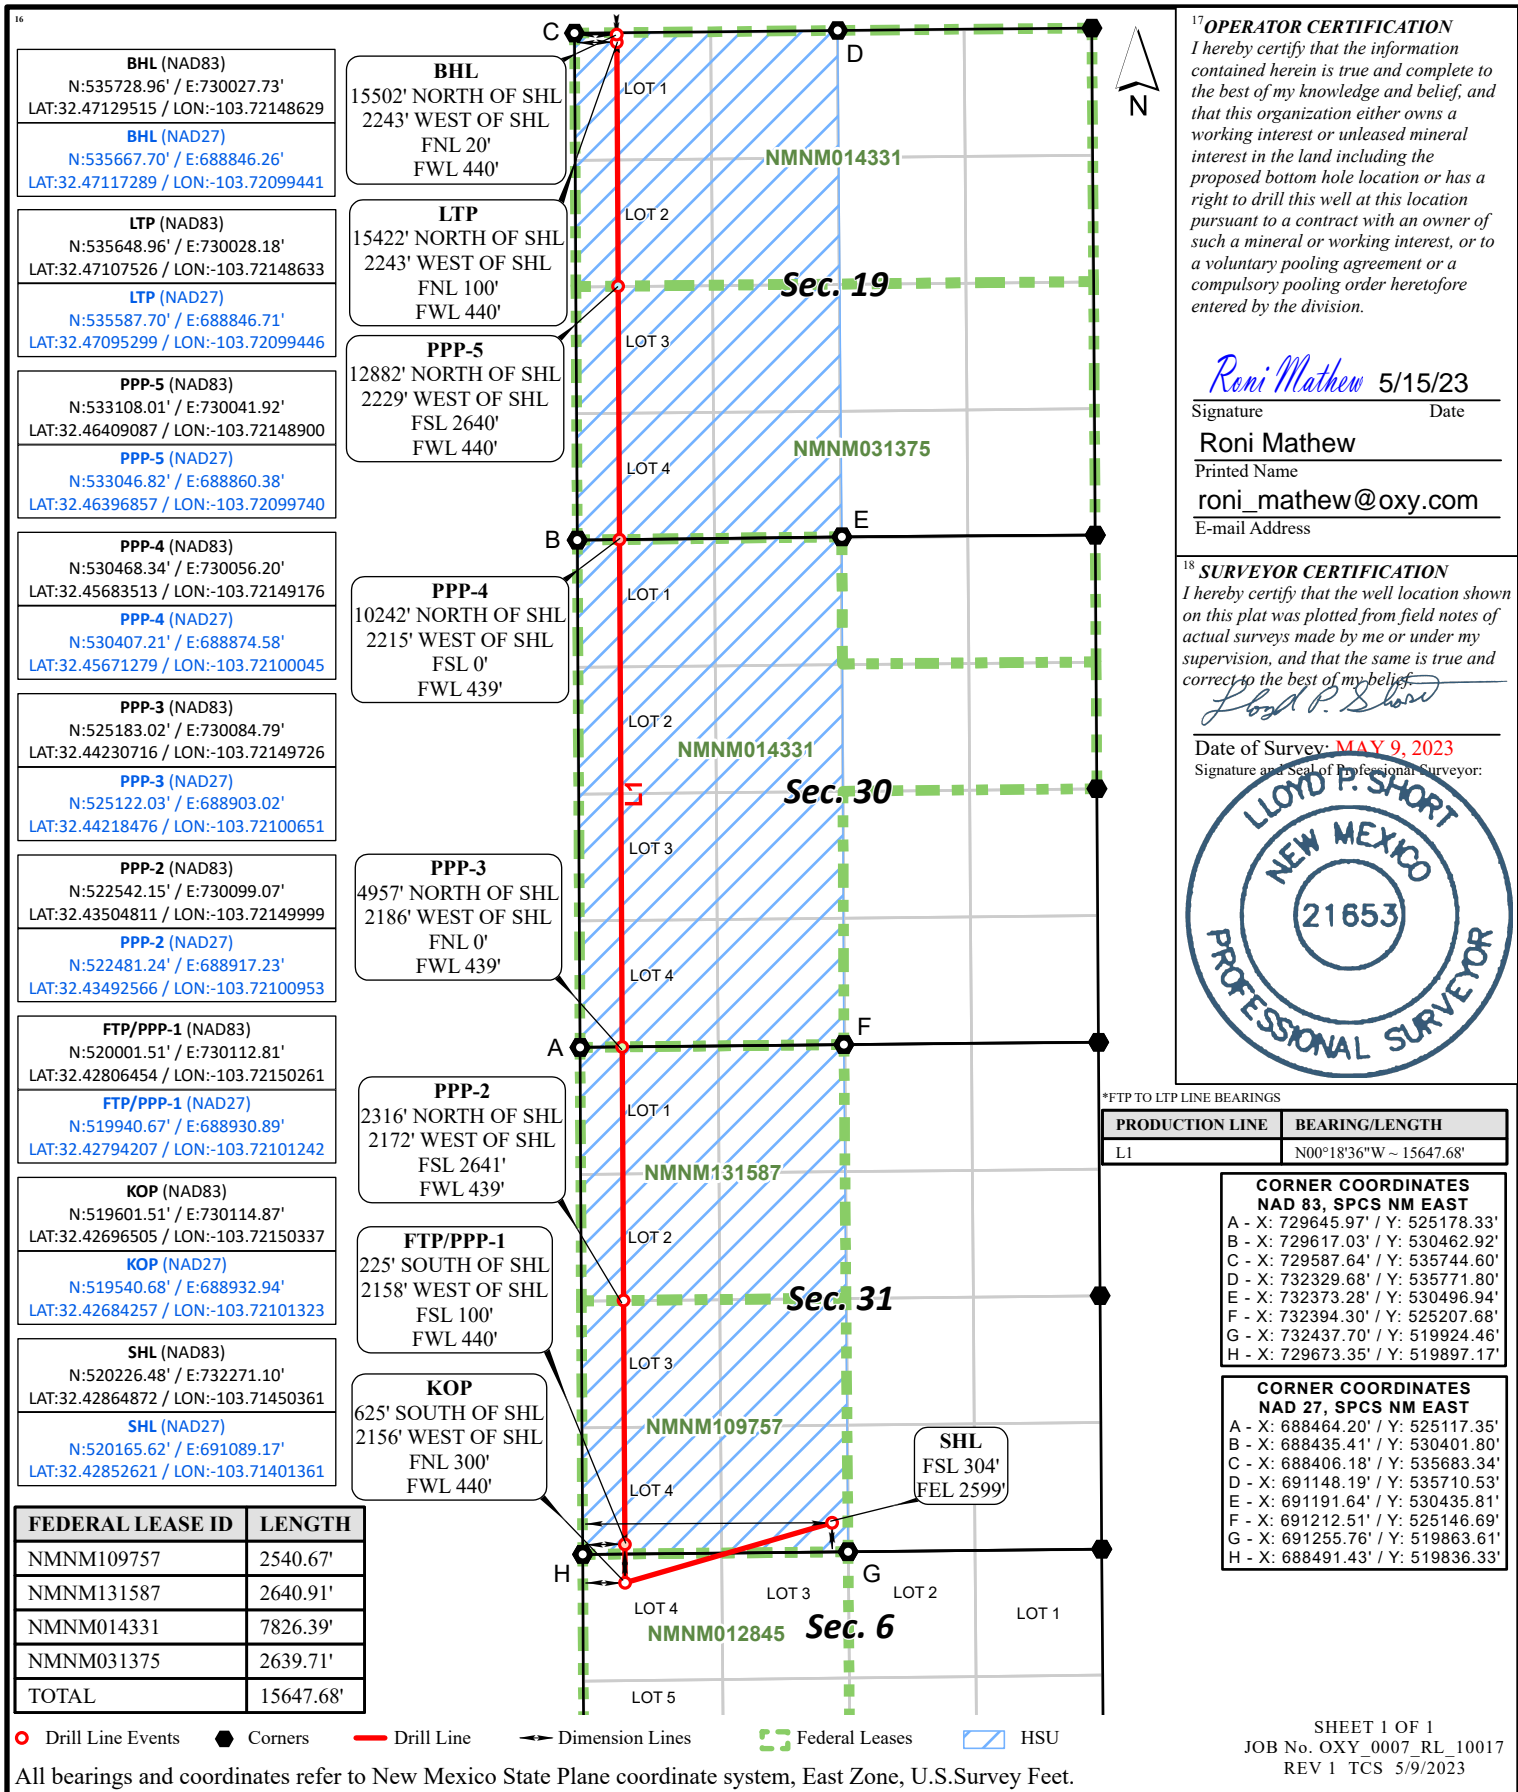 16
BHL (NAD83)
N:535728.96' / E:730027.73'
LAT:32.47129515 / LON:-103.72148629
BHL (NAD27)
N:535667.70' / E:688846.26'
LAT:32.47117289 / LON:-103.72099441
LTP (NAD83)
N:535648.96' / E:730028.18'
LAT:32.47107526 / LON:-103.72148633
LTP (NAD27)
N:535587.70' / E:688846.71'
LAT:32.47095299 / LON:-103.72099446
PPP-5 (NAD83)
N:533108.01' / E:730041.92'
LAT:32.46409087 / LON:-103.72148900
PPP-5 (NAD27)
N:533046.82' / E:688860.38'
LAT:32.46396857 / LON:-103.72099740
PPP-4 (NAD83)
N:530468.34' / E:730056.20'
LAT:32.45683513 / LON:-103.72149176
PPP-4 (NAD27)
N:530407.21' / E:688874.58'
LAT:32.45671279 / LON:-103.72100045
PPP-3 (NAD83)
N:525183.02' / E:730084.79'
LAT:32.44230716 / LON:-103.72149726
PPP-3 (NAD27)
N:525122.03' / E:688903.02'
LAT:32.44218476 / LON:-103.72100651
PPP-2 (NAD83)
N:522542.15' / E:730099.07'
LAT:32.43504811 / LON:-103.72149999
PPP-2 (NAD27)
N:522481.24' / E:688917.23'
LAT:32.43492566 / LON:-103.72100953
FTP/PPP-1 (NAD83)
N:520001.51' / E:730112.81'
LAT:32.42806454 / LON:-103.72150261
FTP/PPP-1 (NAD27)
N:519940.67' / E:688930.89'
LAT:32.42794207 / LON:-103.72101242
KOP (NAD83)
N:519601.51' / E:730114.87'
LAT:32.42696505 / LON:-103.72150337
KOP (NAD27)
N:519540.68' / E:688932.94'
LAT:32.42684257 / LON:-103.72101323
SHL (NAD83)
N:520226.48' / E:732271.10'
LAT:32.42864872 / LON:-103.71450361
SHL (NAD27)
N:520165.62' / E:691089.17'
LAT:32.42852621 / LON:-103.71401361
FEDERAL LEASE ID LENGTH
NMNM109757 2540.67'
NMNM131587 2640.91'
NMNM014331 7826.39'
NMNM031375 2639.71'
TOTAL 15647.68'
BHL
15502' NORTH OF SHL
2243' WEST OF SHL
FNL 20'
FWL 440'
LTP
15422' NORTH OF SHL
2243' WEST OF SHL
FNL 100'
FWL 440'
PPP-5
12882' NORTH OF SHL
2229' WEST OF SHL
FSL 2640'
FWL 440'
PPP-4
10242' NORTH OF SHL
2215' WEST OF SHL
FSL 0'
FWL 439'
PPP-3
4957' NORTH OF SHL
2186' WEST OF SHL
FNL 0'
FWL 439'
PPP-2
2316' NORTH OF SHL
2172' WEST OF SHL
FSL 2641'
FWL 439'
FTP/PPP-1
225' SOUTH OF SHL
2158' WEST OF SHL
FSL 100'
FWL 440'
KOP
625' SOUTH OF SHL
2156' WEST OF SHL
FNL 300'
FWL 440'
C
D
N
LOT 1
NMNM014331
LOT 2
Sec. 19
LOT 3
NMNM031375
LOT 4
B
E
LOT 1
LOT 2
NMNM014331
L1
Sec. 30
LOT 3
LOT 4
A
F
LOT 1
NMNM131587
LOT 2
Sec. 31
LOT 3
NMNM109757
SHL
FSL 304'
FEL 2599'
LOT 4
H
G
LOT 4
LOT 3
LOT 2
LOT 1
NMNM012845
Sec. 6
LOT 5
17 OPERATOR CERTIFICATION
I hereby certify that the information
contained herein is true and complete to
the best of my knowledge and belief, and
that this organization either owns a
working interest or unleased mineral
interest in the land including the
proposed bottom hole location or has a
right to drill this well at this location
pursuant to a contract with an owner of
such a mineral or working interest, or to
a voluntary pooling agreement or a
compulsory pooling order heretofore
entered by the division.
Roni Mathew 5/15/23
Signature Date
Roni Mathew
Printed Name
roni_mathew@oxy.com
E-mail Address
18 SURVEYOR CERTIFICATION
I hereby certify that the well location shown
on this plat was plotted from field notes of
actual surveys made by me or under my
supervision, and that the same is true and
correct to the best of my belief.
Lloyd P. Short
Date of Survey: MAY 9, 2023
Signature and Seal of Professional Surveyor:
LLOYD P. SHORT
NEW MEXICO
21653
PROFESSIONAL SURVEYOR
*FTP TO LTP LINE BEARINGS
PRODUCTION LINE BEARING/LENGTH
L1 N00°18'36"W ~ 15647.68'
CORNER COORDINATES
NAD 83, SPCS NM EAST
A - X: 729645.97' / Y: 525178.33'
B - X: 729617.03' / Y: 530462.92'
C - X: 729587.64' / Y: 535744.60'
D - X: 732329.68' / Y: 535771.80'
E - X: 732373.28' / Y: 530496.94'
F - X: 732394.30' / Y: 525207.68'
G - X: 732437.70' / Y: 519924.46'
H - X: 729673.35' / Y: 519897.17'
CORNER COORDINATES
NAD 27, SPCS NM EAST
A - X: 688464.20' / Y: 525117.35'
B - X: 688435.41' / Y: 530401.80'
C - X: 688406.18' / Y: 535683.34'
D - X: 691148.19' / Y: 535710.53'
E - X: 691191.64' / Y: 530435.81'
F - X: 691212.51' / Y: 525146.69'
G - X: 691255.76' / Y: 519863.61'
H - X: 688491.43' / Y: 519836.33'
Drill Line Events Corners Drill Line Dimension Lines Federal Leases HSU
All bearings and coordinates refer to New Mexico State Plane coordinate system, East Zone, U.S.Survey Feet.
SHEET 1 OF 1
JOB No. OXY_0007_RL_10017
REV 1 TCS 5/9/2023